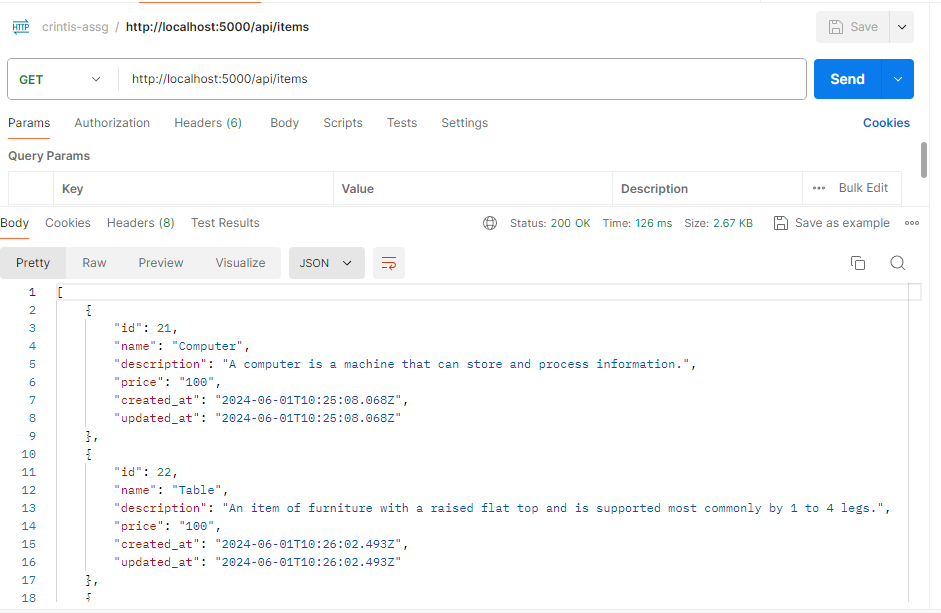 HTTP crintis-assg / http://localhost:5000/api/items Save
GET http://localhost:5000/api/items Send
Params Authorization Headers (6) Body Scripts Tests Settings Cookies
Query Params
Key Value Description ••• Bulk Edit
Body Cookies Headers (8) Test Results Status: 200 OK Time: 126 ms Size: 2.67 KB Save as example
Pretty Raw Preview Visualize JSON
1 [
2 {
3 "id": 21,
4 "name": "Computer",
5 "description": "A computer is a machine that can store and process information.",
6 "price": "100",
7 "created_at": "2024-06-01T10:25:08.068Z",
8 "updated_at": "2024-06-01T10:25:08.068Z"
9 },
10 {
11 "id": 22,
12 "name": "Table",
13 "description": "An item of furniture with a raised flat top and is supported most commonly by 1 to 4 legs.",
14 "price": "100",
15 "created_at": "2024-06-01T10:26:02.493Z",
16 "updated_at": "2024-06-01T10:26:02.493Z"
17 },
18 {